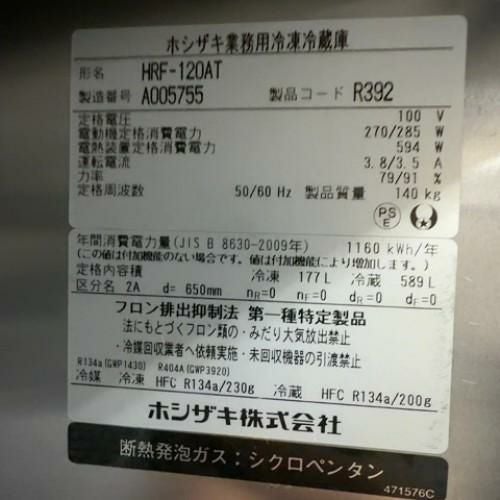 ホシザキ業務用冷凍冷蔵庫
形名 HRF-120AT
製造番号 A005755 製品コード R392
定格電圧 100 V
電動機定格消費電力 270/285 W
電熱装置定格消費電力 594 W
運転電流 3.8/3.5 A
力率 79/91 %
定格周波数 50/60 Hz 製品質量 140 kg
PS E
年間消費電力量(JIS B 8630-2009年) 1160 kWh/年
(この値は付加機能のない場合です。値は付加機能により増加します。)
定格内容積 冷凍 177L 冷蔵 589L
区分名 2A d= 650mm nR=0 nF=0 dR=0 dF=0
フロン排出抑制法 第一種特定製品
法にもとづくフロン類の・みだり大気放出禁止
・冷媒回収業者へ依頼実施・未回収機器の引渡禁止
R134a(GWP1430) R404A(GWP3920)
冷媒 冷凍 HFC R134a/230g 冷蔵 HFC R134a/200g
ホシザキ株式会社
断熱発泡ガス：シクロペンタン
471576C